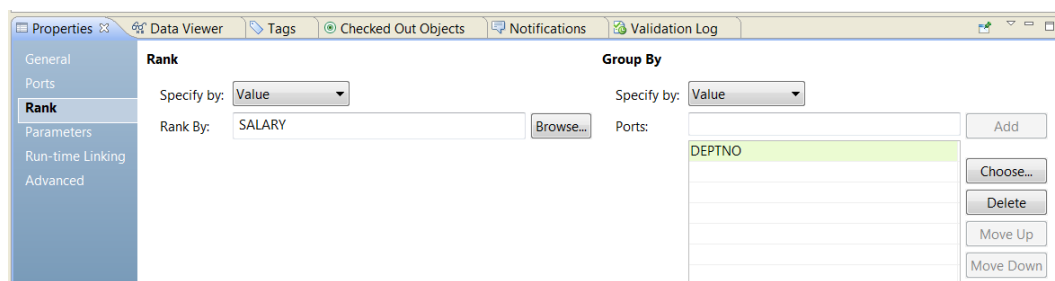 Properties Data Viewer Tags Checked Out Objects Notifications Validation Log
General
Ports
Rank
Parameters
Run-time Linking
Advanced
Rank
Specify by: Value
Rank By: SALARY Browse...
Group By
Specify by: Value
Ports: Add
DEPTNO
Choose...
Delete
Move Up
Move Down